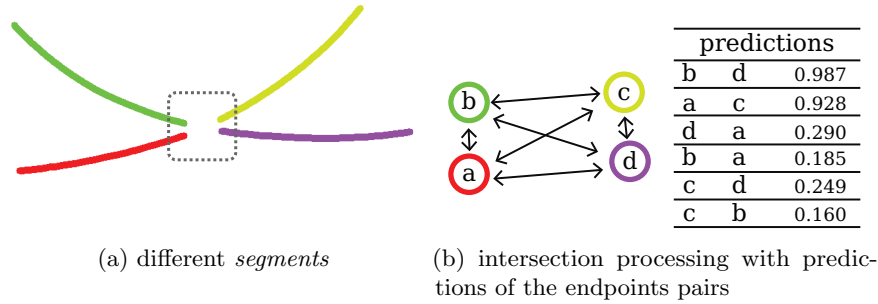 b
c
a
d
predictions
b d 0.987
a c 0.928
d a 0.290
b a 0.185
c d 0.249
c b 0.160
(a) different segments
(b) intersection processing with predic-
tions of the endpoints pairs